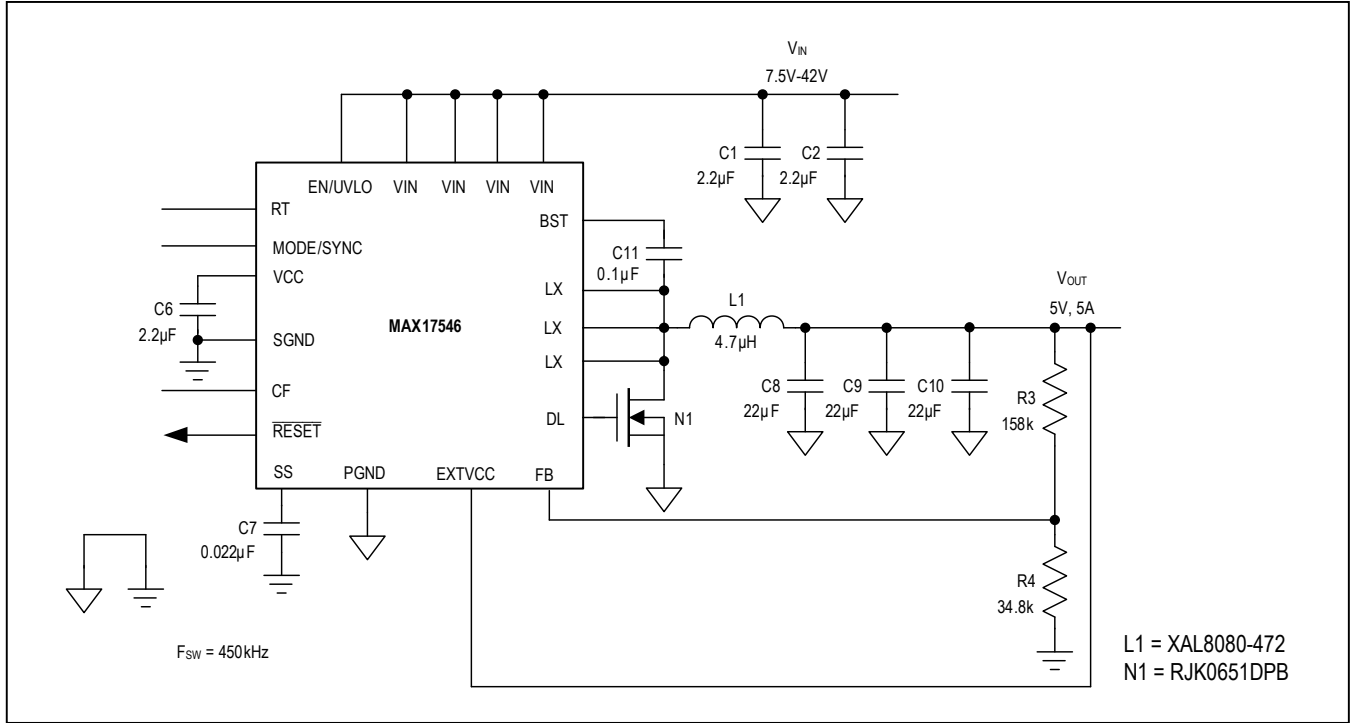 VIN
7.5V-42V
C1
2.2µF
C2
2.2µF
EN/UVLO
VIN
VIN
VIN
VIN
RT
MODE/SYNC
VCC
C6
2.2µF
SGND
CF
RESET
SS
PGND
EXTVCC
FB
MAX17546
BST
LX
LX
LX
DL
C11
0.1µF
L1
4.7µH
N1
C8
22µF
C9
22µF
C10
22µF
VOUT
5V, 5A
R3
158k
R4
34.8k
C7
0.022µF
FSW = 450kHz
L1 = XAL8080-472
N1 = RJK0651DPB